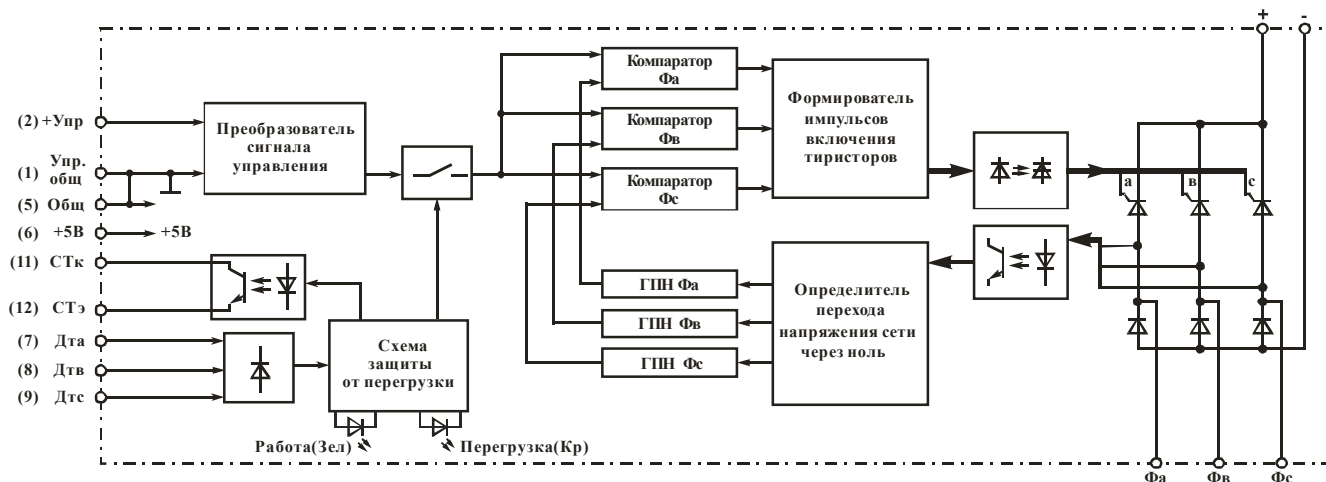 + -
(2) +Упр
(1) Упр.
общ
(5) Общ
(6) +5В
+5В
(11) СТк
(12) СТэ
(7) Дта
(8) Дтв
(9) Дтс
Преобразователь
сигнала
управления
Схема
защиты
от перегрузки
Работа(Зел)
Перегрузка(Кр)
Компаратор
Фа
Компаратор
Фв
Компаратор
Фс
ГПН Фа
ГПН Фв
ГПН Фс
Формирователь
импульсов
включения
тиристоров
Определитель
перехода
напряжения сети
через ноль
а в с
Фа Фв Фс